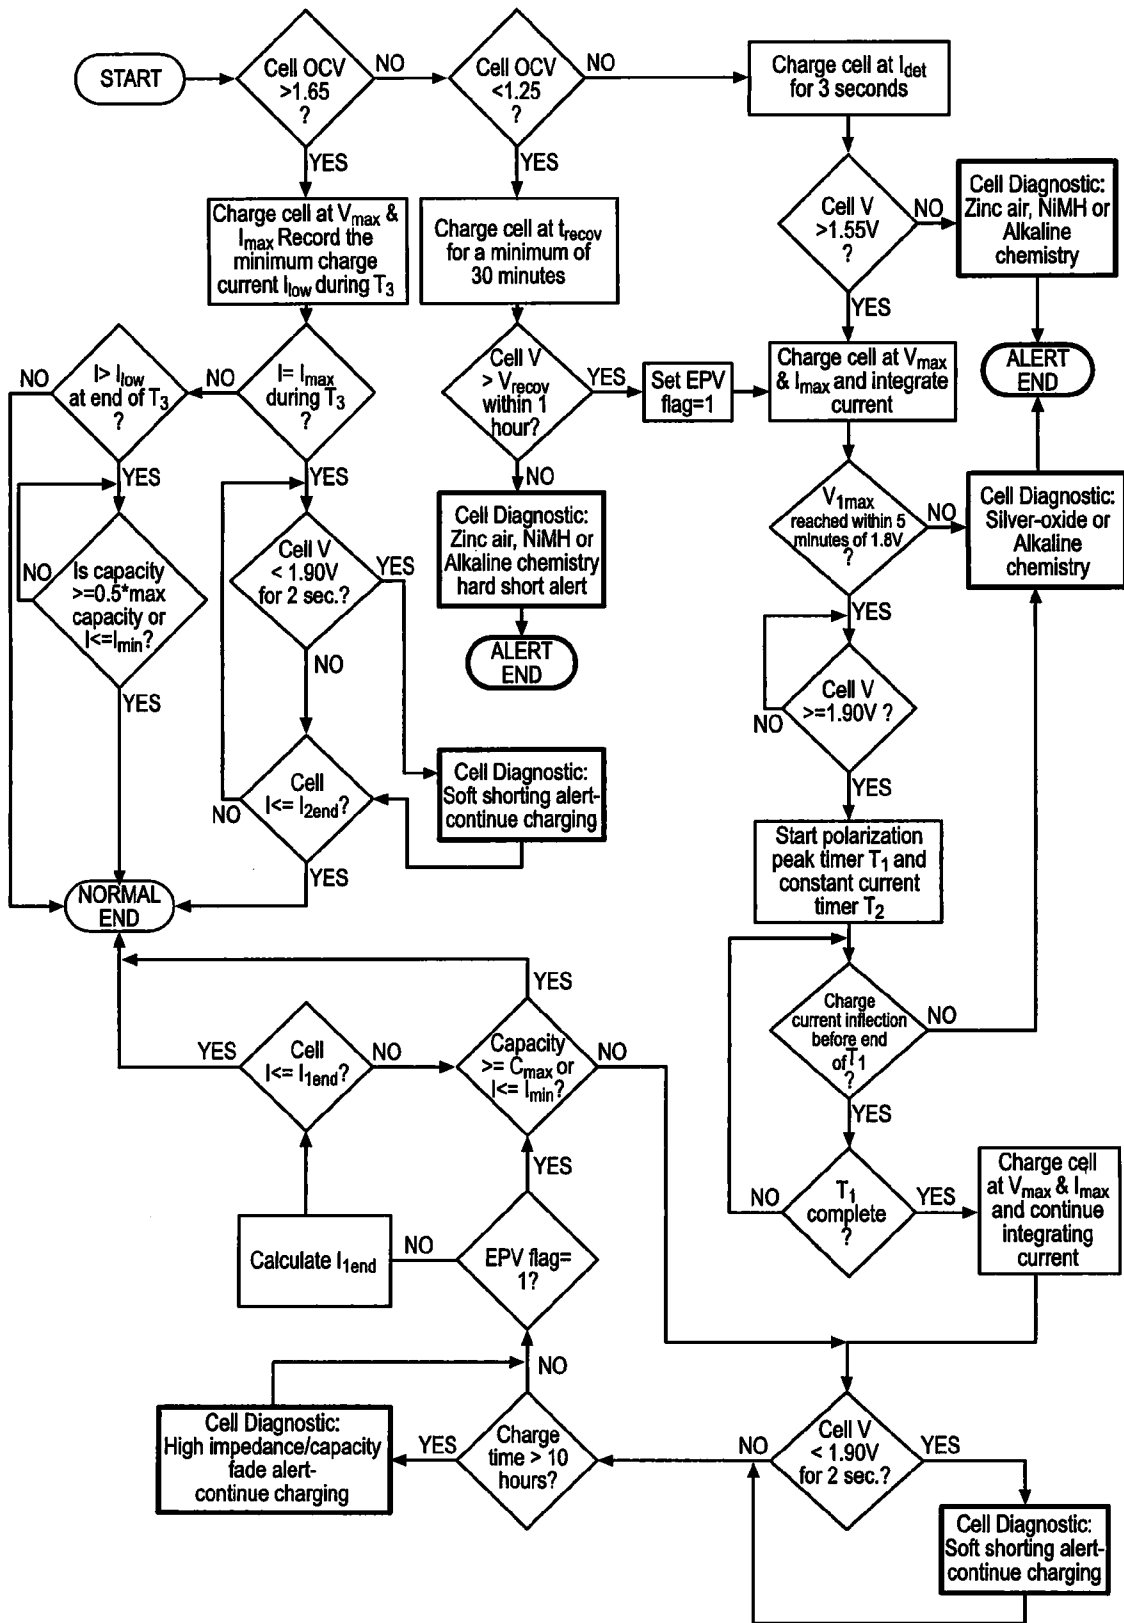 START
Cell OCV
>1.65
?
NO
Cell OCV
<1.25
?
NO
Charge cell at Idet
for 3 seconds
YES
YES
Charge cell at Vmax &
Imax Record the
minimum charge
current Ilow during T3
Charge cell at trecov
for a minimum of
30 minutes
Cell V
>1.55V
?
NO
Cell Diagnostic:
Zinc air, NiMH or
Alkaline
chemistry
YES
NO
I> Ilow
at end of T3
?
NO
I= Imax
during T3
?
Cell V
> Vrecov
within 1
hour?
YES
Set EPV
flag=1
Charge cell at Vmax
& Imax and integrate
current
ALERT
END
YES
YES
NO
V1max
reached within 5
minutes of 1.8V
?
NO
Cell Diagnostic:
Silver-oxide or
Alkaline
chemistry
NO
Is capacity
>=0.5*max
capacity or
I<=Imin?
Cell V
< 1.90V
for 2 sec.?
YES
Cell Diagnostic:
Zinc air, NiMH or
Alkaline chemistry
hard short alert
YES
ALERT
END
NO
YES
Cell V
>=1.90V ?
NO
YES
Cell
I<= I2end?
NO
Cell Diagnostic:
Soft shorting alert-
continue charging
YES
Start polarization
peak timer T1 and
constant current
timer T2
NORMAL
END
YES
YES
Cell
I<= I1end?
NO
Capacity
>= Cmax or
I<= Imin?
NO
Charge
current inflection
before end
of T1
?
NO
YES
YES
Calculate I1end
NO
EPV flag=
1?
NO
T1
complete
?
YES
Charge cell
at Vmax & Imax
and continue
integrating
current
NO
Cell Diagnostic:
High impedance/capacity
fade alert-
continue charging
YES
Charge
time > 10
hours?
NO
Cell V
< 1.90V
for 2 sec.?
YES
Cell Diagnostic:
Soft shorting alert-
continue charging